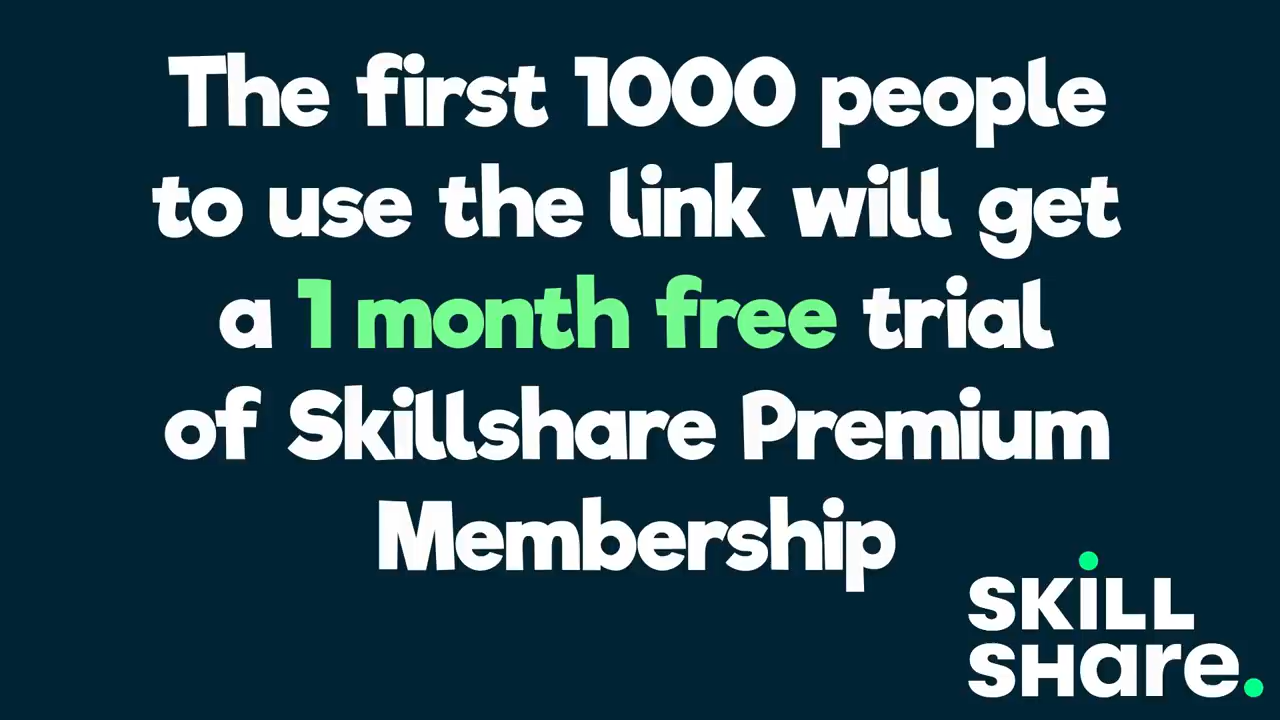 The first 1000 people
to use the link will get
a 1 month free trial
of Skillshare Premium
Membership
SKiLL
SHare.